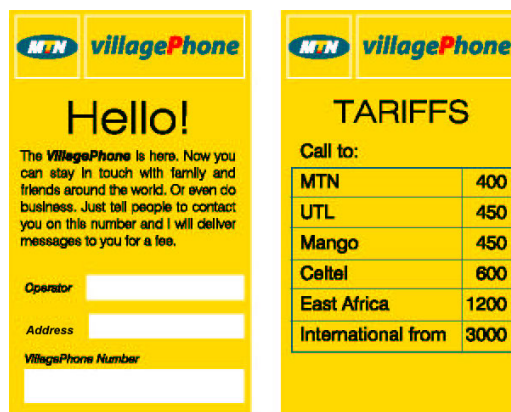 MTN villagePhone
Hello!
The VillagePhone is here. Now you
can stay in touch with family and
friends around the world. Or even do
business. Just tell people to contact
you on this number and I will deliver
messages to you for a fee.
Operator
Address
VillagePhone Number
MTN villagePhone
TARIFFS
Call to:
MTN 400
UTL 450
Mango 450
Celtel 600
East Africa 1200
International from 3000